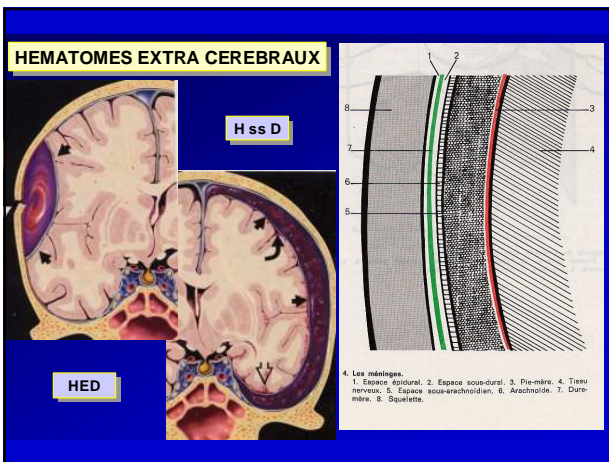 HEMATOMES EXTRA CEREBRAUX
H ss D
HED
1
2
8
3
7
4
6
5
4. Les méninges.
1. Espace épidural. 2. Espace sous-dural. 3. Pie-mère. 4. Tissu
nerveux. 5. Espace sous-arachnoïdien. 6. Arachnoïde. 7. Dure-
mère. 8. Squelette.